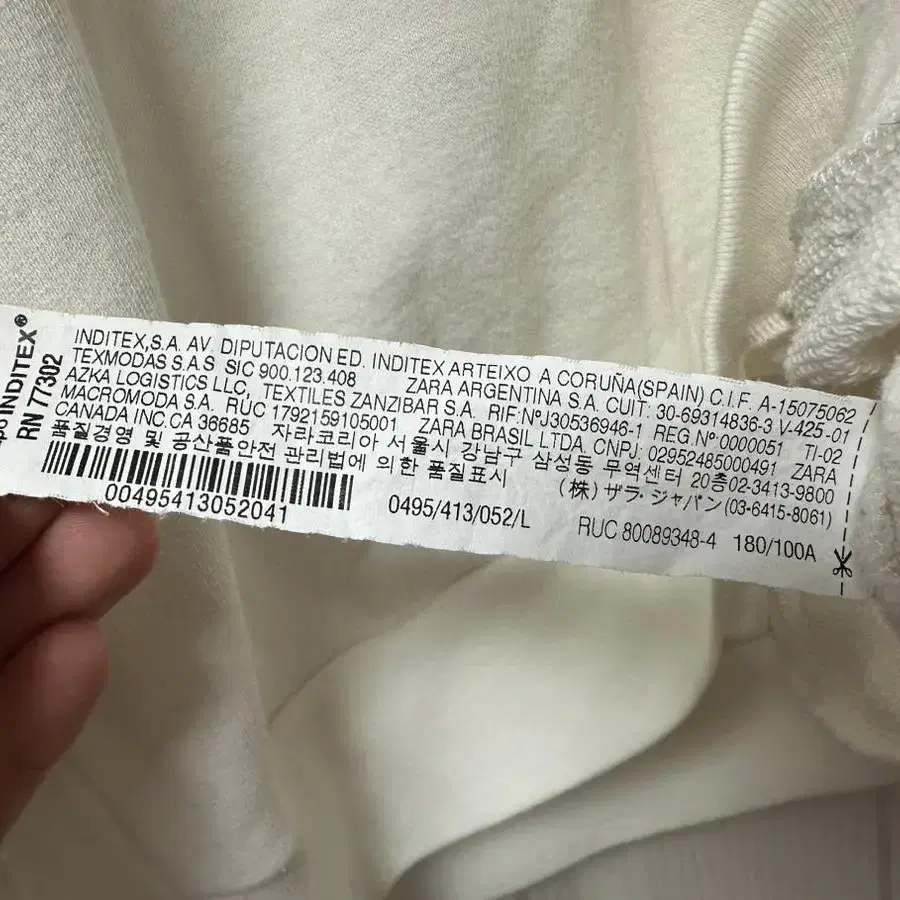 INDITEX®
RN 77302
INDITEX,S.A. AV. DIPUTACION ED. INDITEX ARTEIXO A CORUÑA(SPAIN) C.I.F. A-15075062
TEXMODAS S.A.S SIC 900.123.408 ZARA ARGENTINA S.A. CUIT: 30-69314836-3 V-425-01
AZKA LOGISTICS LLC, TEXTILES ZANZIBAR S.A. RIF:NºJ30536946-1 REG.Nº 0000051 TI-02
MACROMODA S.A. RUC 1792159105001 ZARA BRASIL LTDA, CNPJ: 02952485000491 ZARA
CANADA INC.CA 36685 자라코리아 서울시 강남구 삼성동 무역센터 20층02-3413-9800
품질경영 및 공산품안전 관리법에 의한 품질표시 (株) ザラ・ジャパン (03-6415-8061)
00495413052041 0495/413/052/L RUC 80089348-4 180/100A